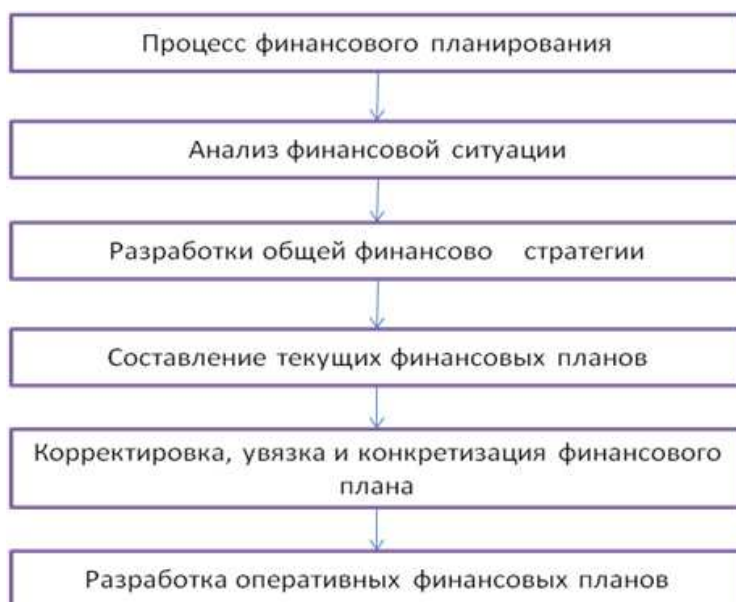 Процесс финансового планирования
Анализ финансовой ситуации
Разработки общей финансово стратегии
Составление текущих финансовых планов
Корректировка, увязка и конкретизация финансового
плана
Разработка оперативных финансовых планов